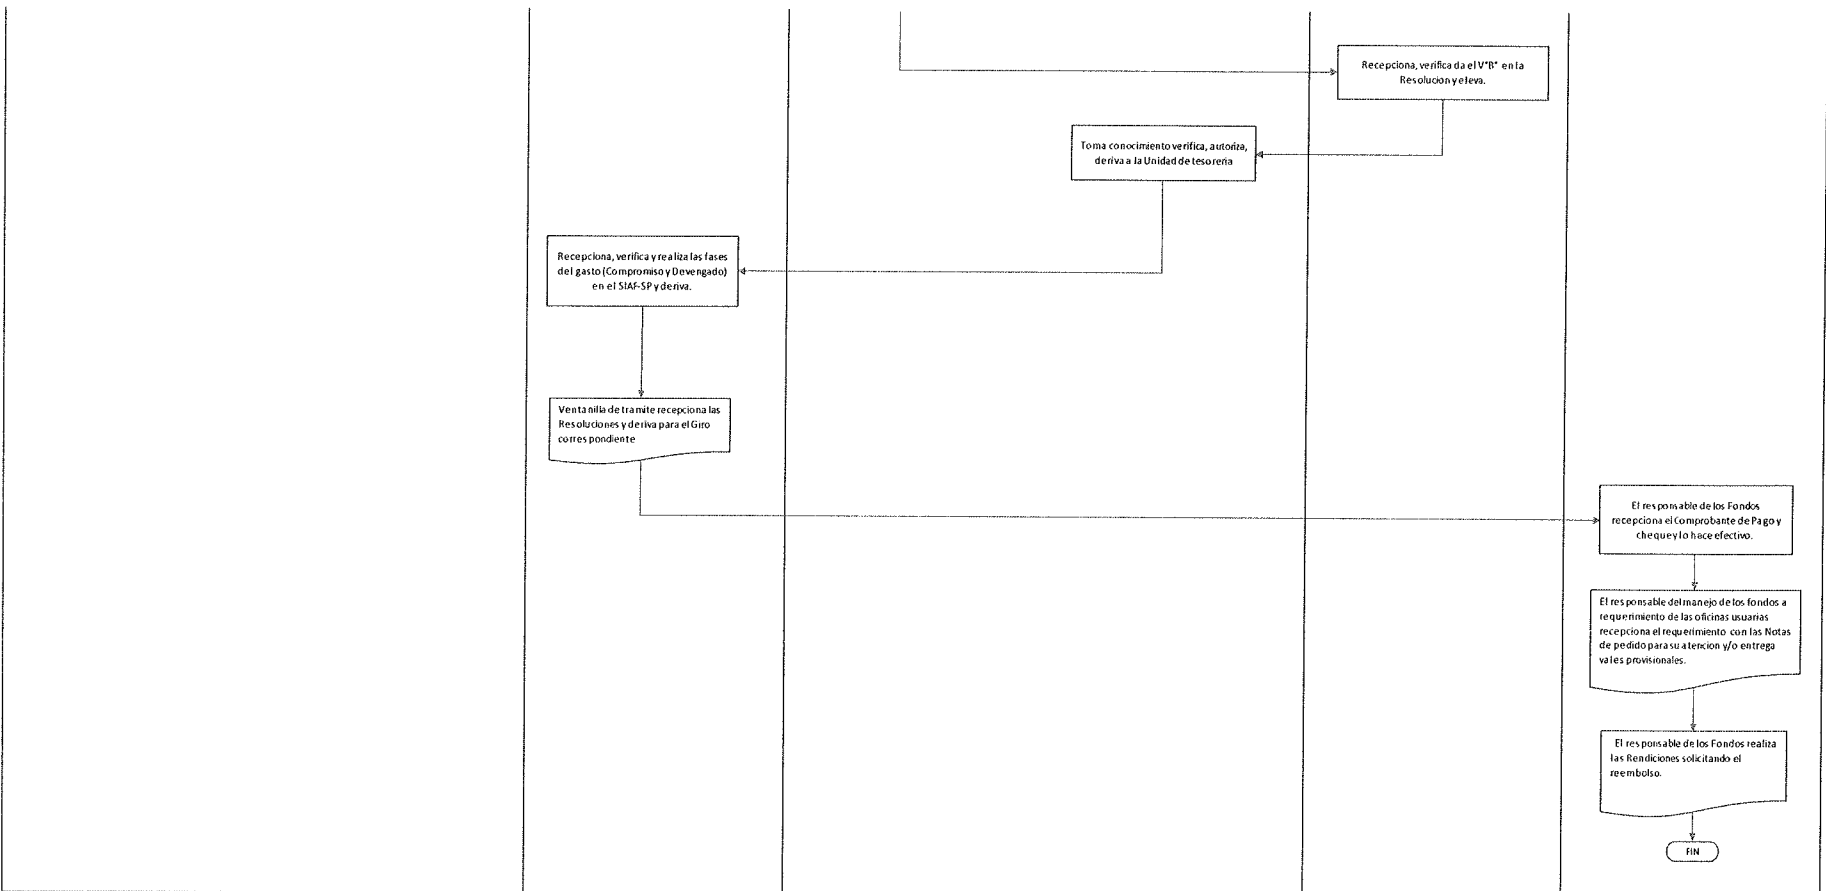 Recepciona, verifica da el V°B° en la
Resolucion y eleva.
Toma conocimiento verifica, autoriza,
deriva a la Unidad de tesoreria
Recepciona, verifica y realiza las fases
del gasto (Compromiso y Devengado)
en el SIAF-SP y deriva.
Ventanilla de tramite recepciona las
Resoluciones y deriva para el Giro
correspondiente
El responsable de los Fondos
recepciona el Comprobante de Pago y
cheque y lo hace efectivo.
El responsable del manejo de los fondos a
requerimiento de las oficinas usuarias
recepciona el requerimiento con las Notas
de pedido para su atencion y/o entrega
vales provisionales.
El responsable de los Fondos realiza
las Rendiciones solicitando el
reembolso.
FIN